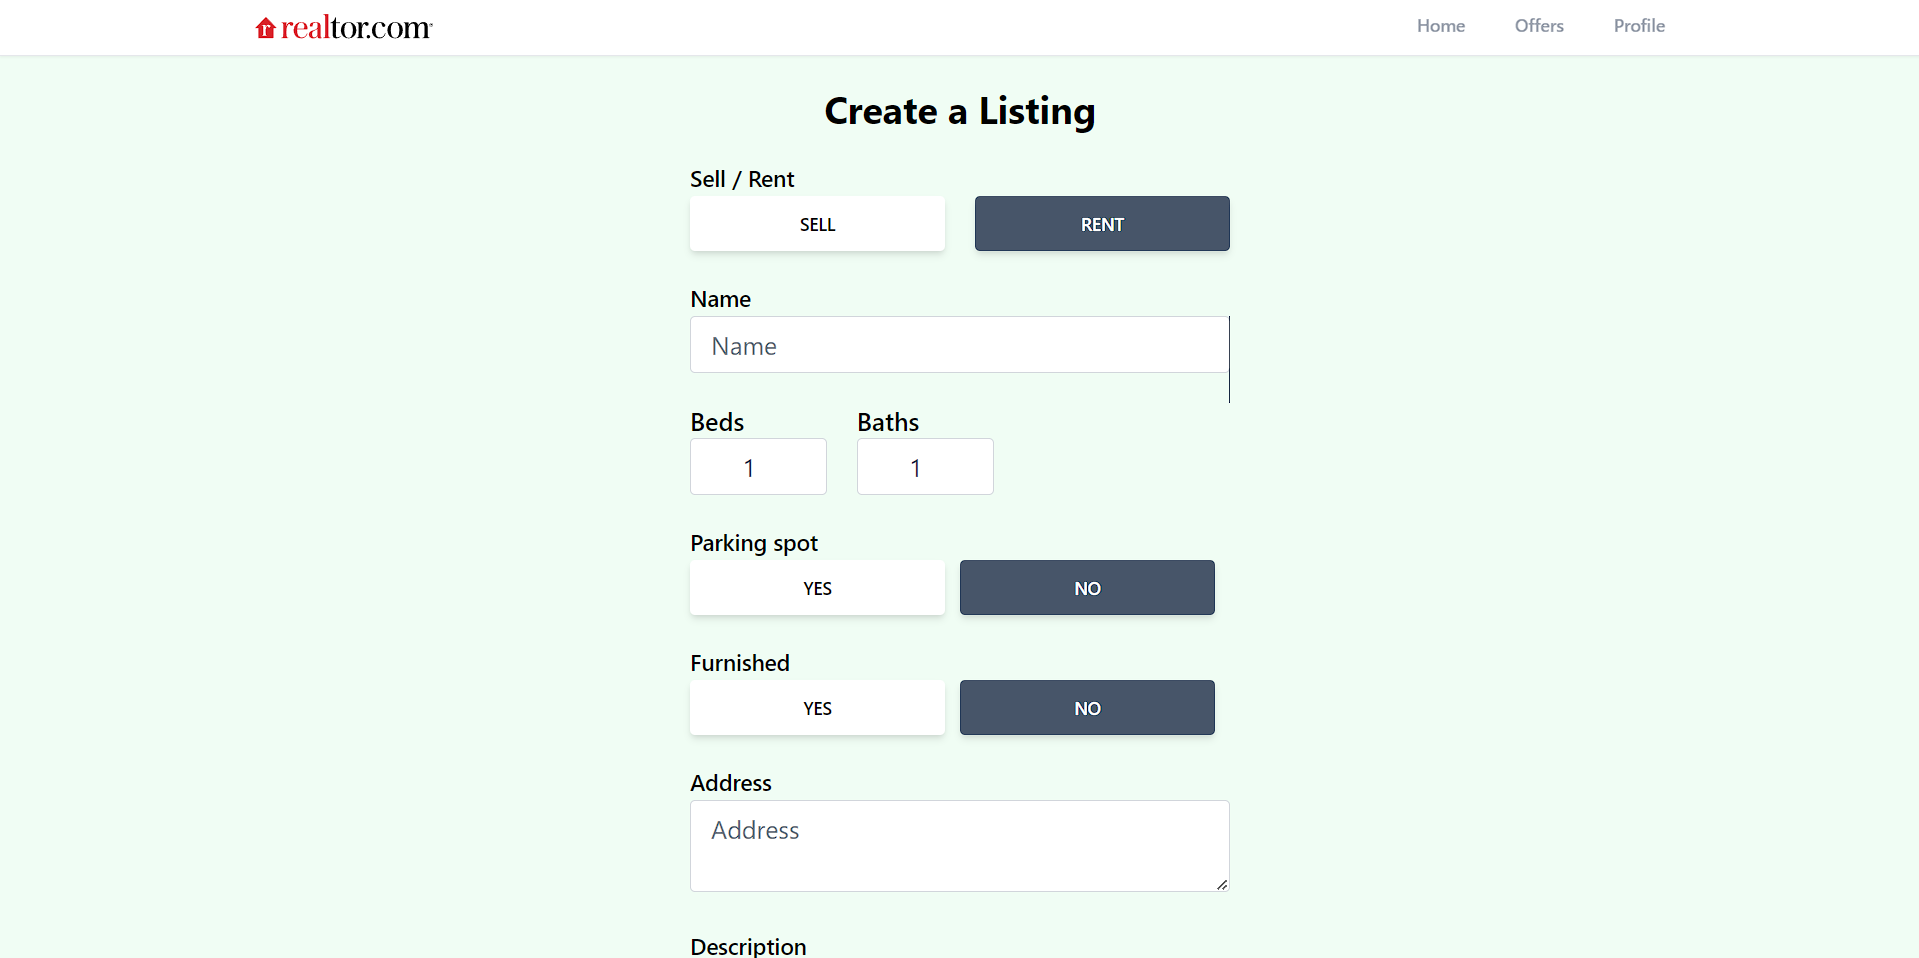 realtor.com
Home Offers Profile
Create a Listing
Sell / Rent
SELL RENT
Name
Name
Beds Baths
1 1
Parking spot
YES NO
Furnished
YES NO
Address
Address
Description